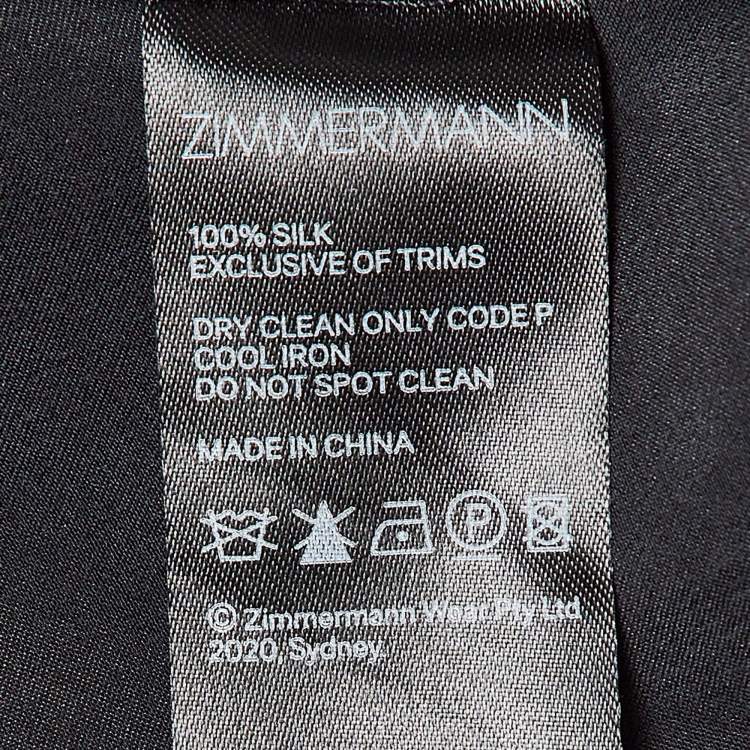 ZIMMERMANN
100% SILK
EXCLUSIVE OF TRIMS
DRY CLEAN ONLY CODE P
COOL IRON
DO NOT SPOT CLEAN
MADE IN CHINA
P
© Zimmermann Wear Pty Ltd
2020, Sydney.